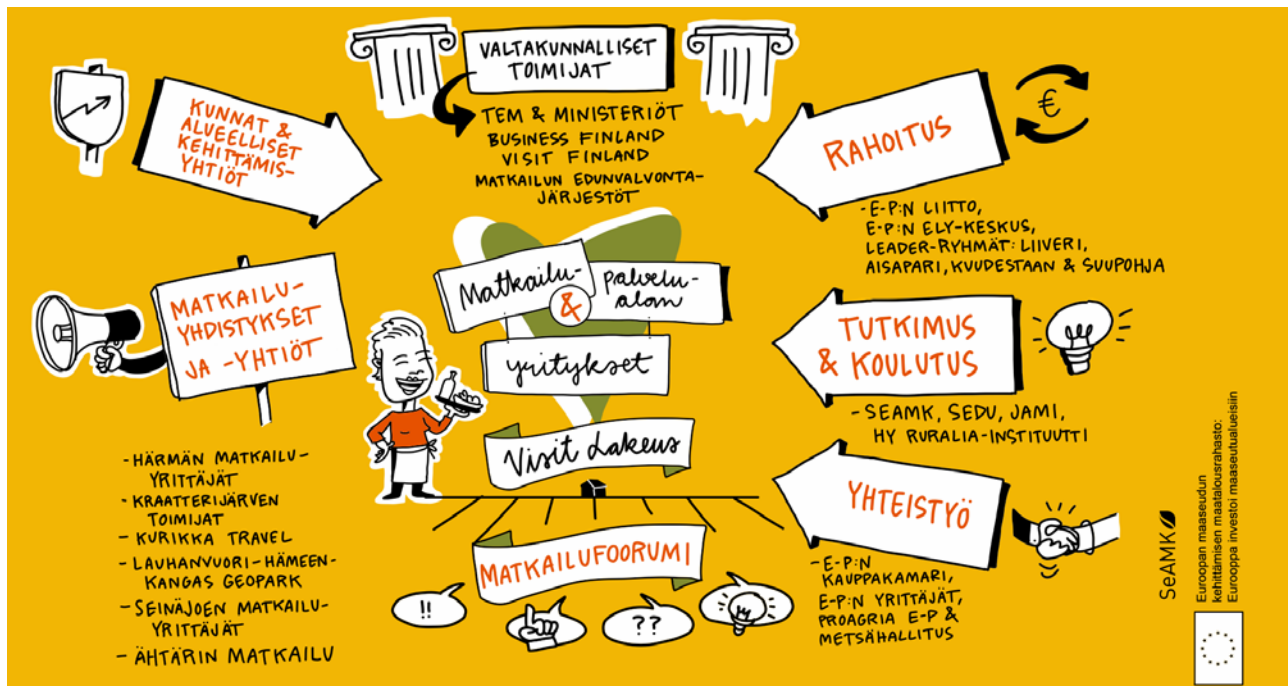 KUNNAT &
ALUEELLISET
KEHITTÄMIS-
YHTIÖT
VALTAKUNNALLISET
TOIMIJAT
TEM & MINISTERIÖT
BUSINESS FINLAND
VISIT FINLAND
MATKAILUN EDUNVALVONTA-
JÄRJESTÖT
RAHOITUS
€
-E-P:N LIITTO,
E-P:N ELY-KESKUS,
LEADER-RYHMÄT: LIIVERI,
AISAPARI, KUUDESTAAN & SUUPOHJA
MATKAILU-
YHDISTYKSET
JA -YHTIÖT
- HÄRMÄN MATKAILU-
YRITTÄJÄT
- KRAATTERIJÄRVEN
TOIMIJAT
- KURIKKA TRAVEL
- LAUHANVUORI-HÄMEEN-
KANGAS GEOPARK
- SEINÄJOEN MATKAILU-
YRITTÄJÄT
- ÄHTÄRIN MATKAILU
Matkailu-
&
palvelu-
alan
yritykset
Visit Lakeus
MATKAILUFOORUMI
!!
??
TUTKIMUS
& KOULUTUS
- SEAMK, SEDU, JAMI,
HY RURALIA-INSTITUUTTI
YHTEISTYÖ
- E-P:N
KAUPPAKAMARI,
E-P:N YRITTÄJÄT,
PROAGRIA E-P &
METSÄHALLITUS
SeAMK
Euroopan maaseudun
kehittämisen maatalousrahasto:
Eurooppa investoi maaseutualueisiin